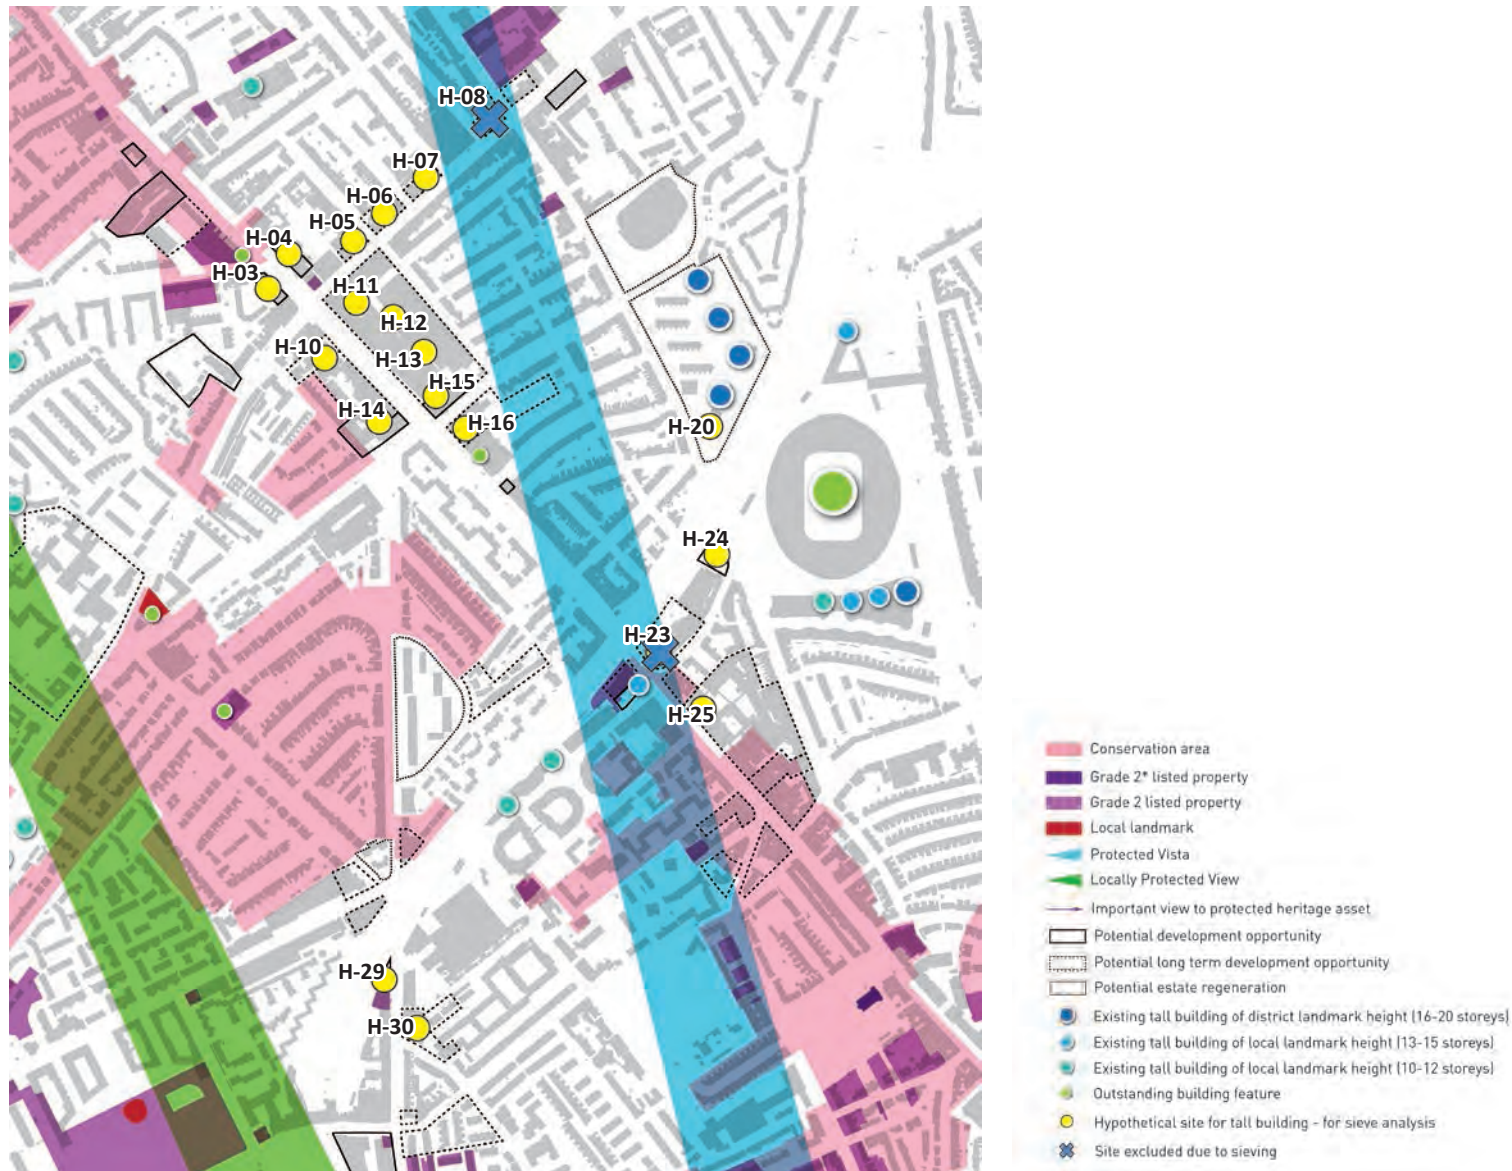 H-08
H-07
H-06
H-05
H-04
H-03
H-11
H-12
H-10
H-13
H-15
H-14
H-16
H-20
H-24
H-23
H-25
H-29
H-30
Conservation area
Grade 2* listed property
Grade 2 listed property
Local landmark
Protected Vista
Locally Protected View
Important view to protected heritage asset
Potential development opportunity
Potential long term development opportunity
Potential estate regeneration
Existing tall building of district landmark height (16-20 storeys)
Existing tall building of local landmark height (13-15 storeys)
Existing tall building of local landmark height (10-12 storeys)
Outstanding building feature
Hypothetical site for tall building - for sieve analysis
Site excluded due to sieving